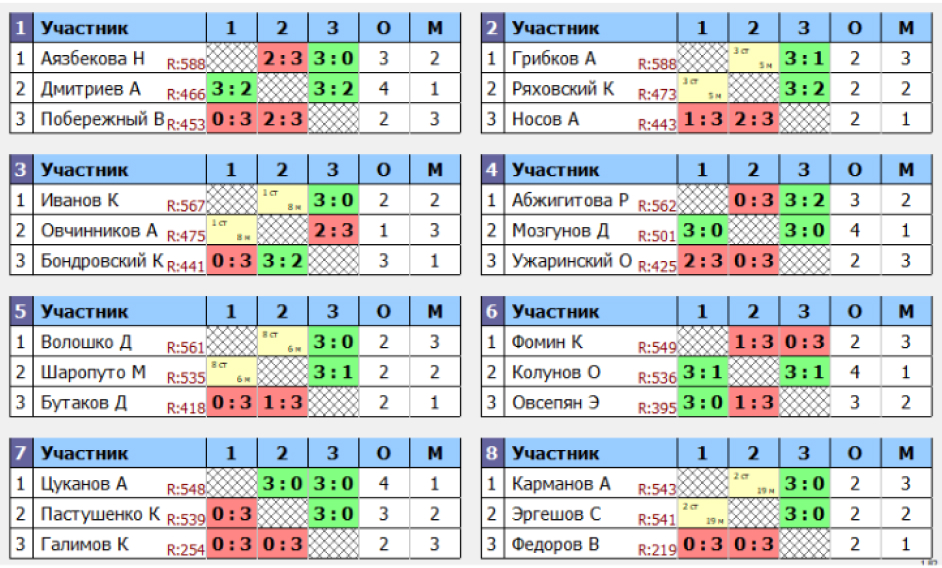 1 Участник 1 2 3 О М
1 Аязбекова Н R:588 2:3 3:0 3 2
2 Дмитриев А R:466 3:2 3:2 4 1
3 Побережный В R:453 0:3 2:3 2 3
2 Участник 1 2 3 О М
1 Грибков А R:588 3 ст 5 м 3:1 2 3
2 Ряховский К R:473 3 ст 5 м 3:2 2 2
3 Носов А R:443 1:3 2:3 2 1
3 Участник 1 2 3 О М
1 Иванов К R:567 1 ст 8 м 3:0 2 2
2 Овчинников А R:475 1 ст 8 м 2:3 1 3
3 Бондровский К R:441 0:3 3:2 3 1
4 Участник 1 2 3 О М
1 Абжигитова Р R:562 0:3 3:2 3 2
2 Мозгунов Д R:501 3:0 3:0 4 1
3 Ужаринский О R:425 2:3 0:3 2 3
5 Участник 1 2 3 О М
1 Волошко Д R:561 8 ст 6 м 3:0 2 3
2 Шаропуто М R:535 8 ст 6 м 3:1 2 2
3 Бутаков Д R:418 0:3 1:3 2 1
6 Участник 1 2 3 О М
1 Фомин К R:549 1:3 0:3 2 3
2 Колунов О R:536 3:1 3:1 4 1
3 Овсепян Э R:395 3:0 1:3 3 2
7 Участник 1 2 3 О М
1 Цуканов А R:548 3:0 3:0 4 1
2 Пастушенко К R:539 0:3 3:0 3 2
3 Галимов К R:254 0:3 0:3 2 3
8 Участник 1 2 3 О М
1 Карманов А R:543 2 ст 19 м 3:0 2 3
2 Эргешов С R:541 2 ст 19 м 3:0 2 2
3 Федоров В R:219 0:3 0:3 2 1